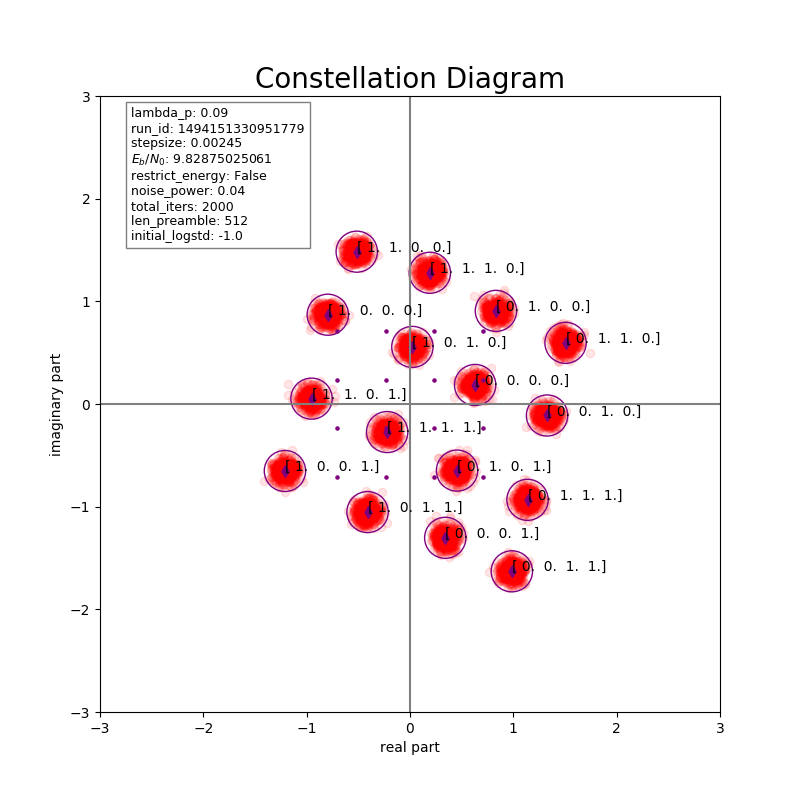 Constellation Diagram
lambda_p: 0.09
run_id: 1494151330951779
stepsize: 0.00245
E_b/N_0: 9.82875025061
restrict_energy: False
noise_power: 0.04
total_iters: 2000
len_preamble: 512
initial_logstd: -1.0
[ 1.  1.  0.  0.]
[ 1.  1.  1.  0.]
[ 1.  0.  0.  0.]
[ 0.  1.  0.  0.]
[ 1.  0.  1.  0.]
[ 0.  1.  1.  0.]
[ 0.  0.  0.  0.]
[ 1.  1.  0.  1.]
[ 0.  0.  1.  0.]
[ 1.  1.  1.  1.]
[ 1.  0.  0.  1.]
[ 0.  1.  0.  1.]
[ 0.  1.  1.  1.]
[ 1.  0.  1.  1.]
[ 0.  0.  0.  1.]
[ 0.  0.  1.  1.]
3
2
1
0
−1
−2
−3
imaginary part
−3 −2 −1 0 1 2 3
real part